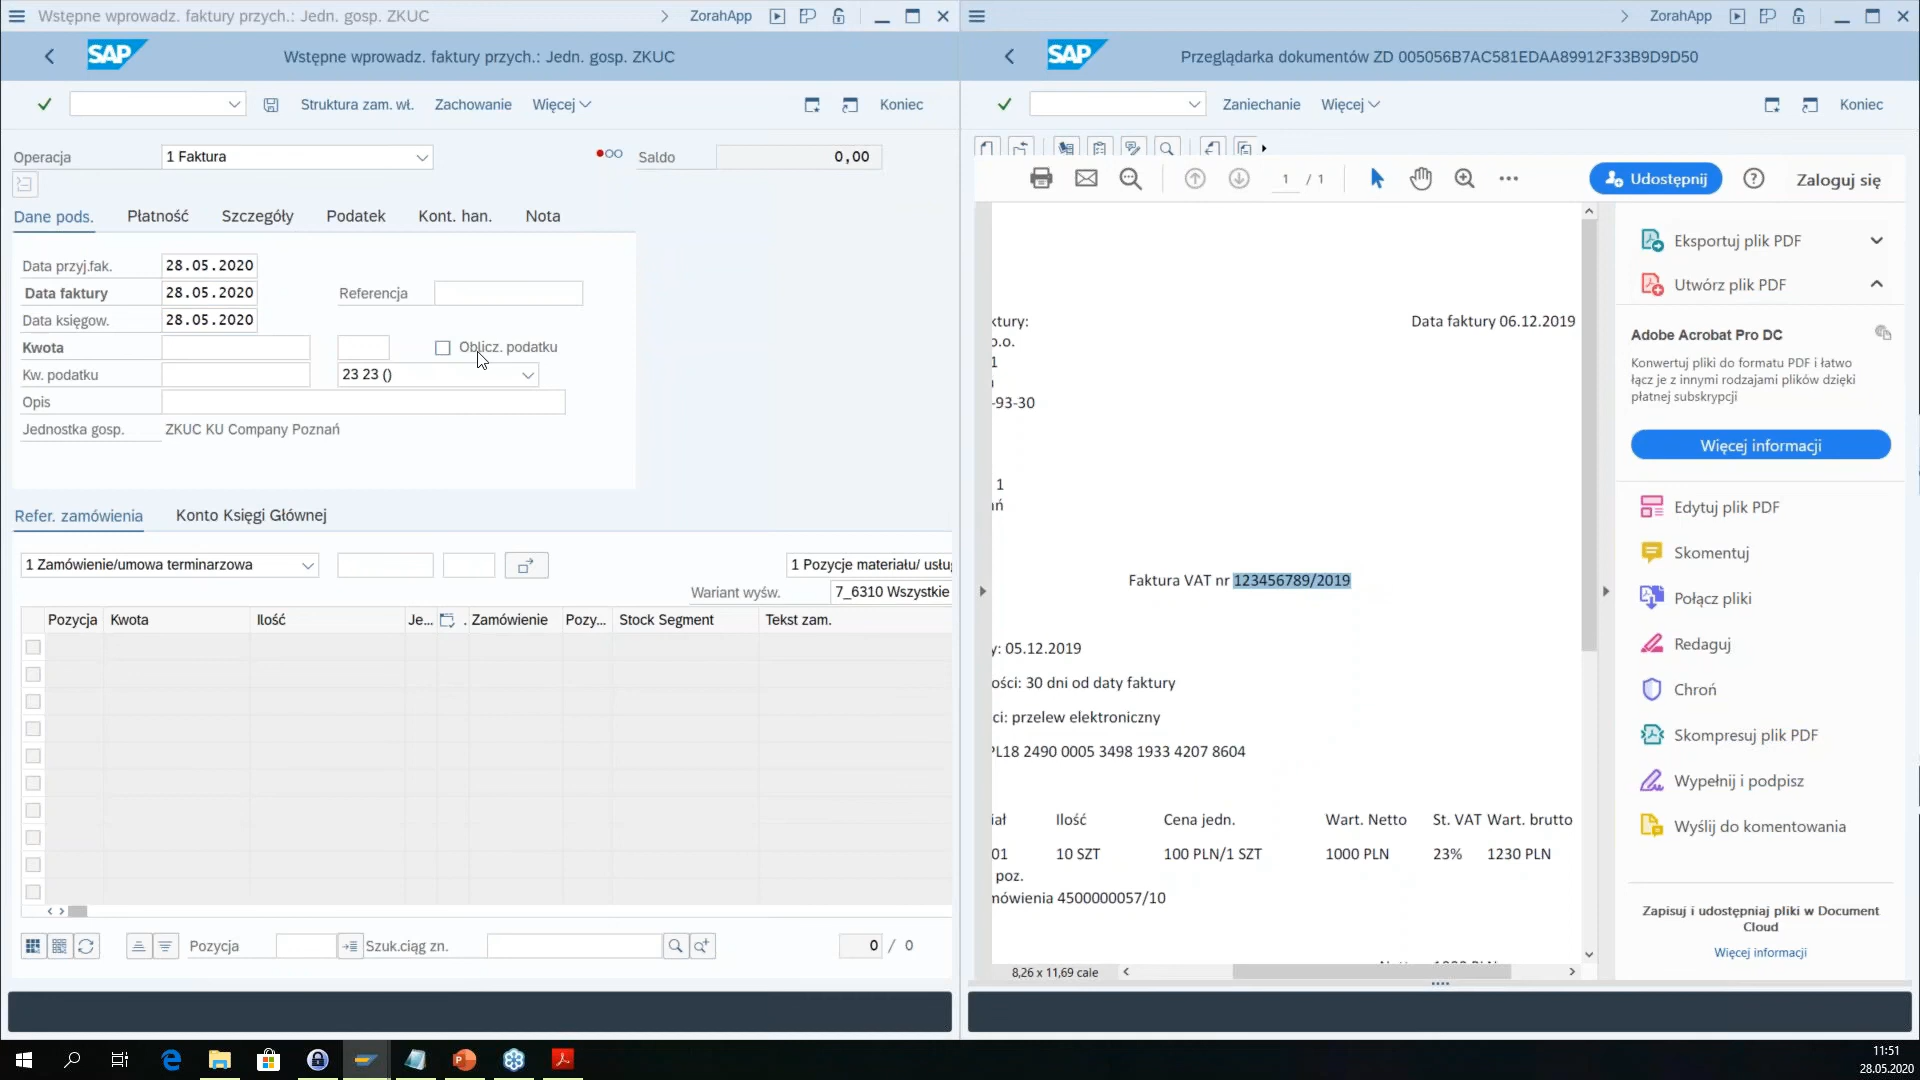 Wstępne wprowadz. faktury przych.: Jedn. gosp. ZKUC
ZorahApp
SAP
Wstępne wprowadz. faktury przych.: Jedn. gosp. ZKUC
Struktura zam. wł.
Zachowanie
Więcej
Koniec
Operacja
1 Faktura
Saldo
0,00
Dane pods.
Płatność
Szczegóły
Podatek
Kont. han.
Nota
Data przyj.fak.
28.05.2020
Data faktury
28.05.2020
Referencja
Data księgow.
28.05.2020
Kwota
Oblicz. podatku
Kw. podatku
23 23 ()
Opis
Jednostka gosp.
ZKUC KU Company Poznań
Refer. zamówienia
Konto Księgi Głównej
1 Zamówienie/umowa terminarzowa
1 Pozycje materiału/ usłu
Wariant wyśw.
7_6310 Wszystkie
Pozycja
Kwota
Ilość
Je...
.
Zamówienie
Pozy...
Stock Segment
Tekst zam.
Pozycja
Szuk.ciąg zn.
0 / 0
ZorahApp
SAP
Przeglądarka dokumentów ZD 005056B7AC581EDAA89912F33B9D9D50
Zaniechanie
Więcej
Koniec
1 / 1
Udostępnij
Zaloguj się
ktury:
Data faktury 06.12.2019
o.o.
1
-93-30
1
ań
Faktura VAT nr 123456789/2019
y: 05.12.2019
ości: 30 dni od daty faktury
ci: przelew elektroniczny
PL18 2490 0005 3498 1933 4207 8604
iał
Ilość
Cena jedn.
Wart. Netto
St. VAT
Wart. brutto
01
10 SZT
100 PLN/1 SZT
1000 PLN
23%
1230 PLN
poz.
mówienia 4500000057/10
8,26 x 11,69 cale
Eksportuj plik PDF
Utwórz plik PDF
Adobe Acrobat Pro DC
Konwertuj pliki do formatu PDF i łatwo
łącz je z innymi rodzajami plików dzięki
płatnej subskrypcji
Więcej informacji
Edytuj plik PDF
Skomentuj
Połącz pliki
Redaguj
Chroń
Skompresuj plik PDF
Wypełnij i podpisz
Wyślij do komentowania
Zapisuj i udostępniaj pliki w Document
Cloud
Więcej informacji
11:51
28.05.2020